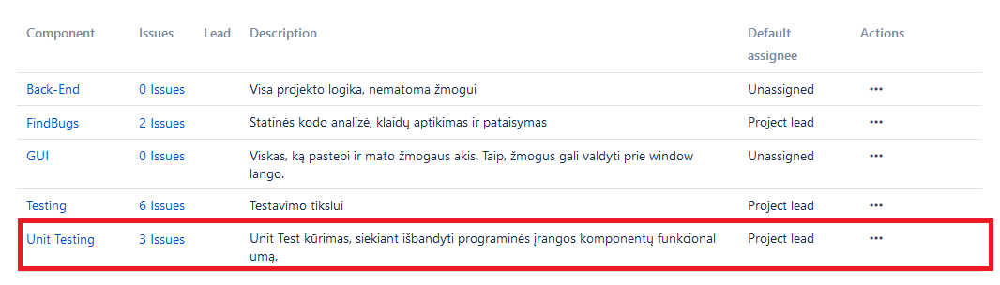 Component Issues Lead Description Default assignee Actions
Back-End 0 Issues Visa projekto logika, nematoma žmogui Unassigned •••
FindBugs 2 Issues Statinės kodo analizė, klaidų aptikimas ir pataisymas Project lead •••
GUI 0 Issues Viskas, ką pastebi ir mato žmogaus akis. Taip, žmogus gali valdyti prie window Unassigned •••
lango.
Testing 6 Issues Testavimo tikslui Project lead •••
Unit Testing 3 Issues Unit Test kūrimas, siekiant išbandyti programinės įrangos komponentų funkcional Project lead •••
umą.